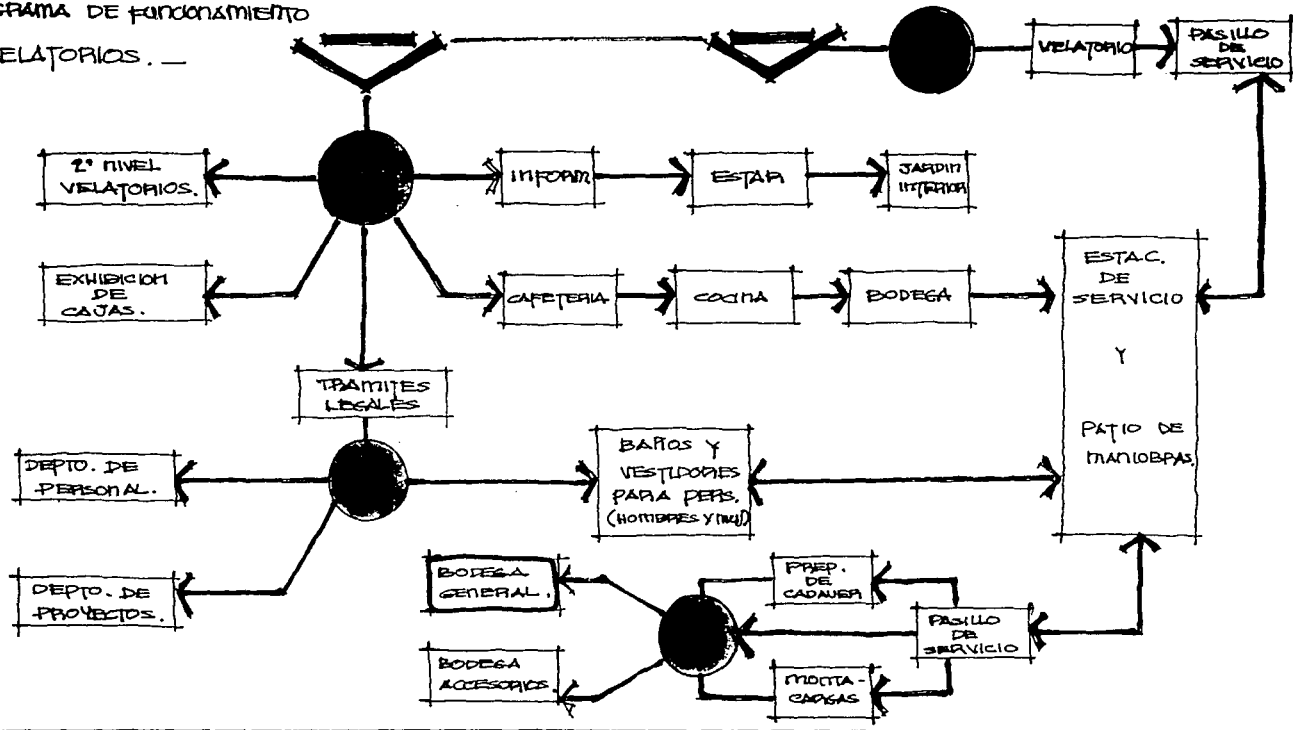 GRAMA DE FUNCIONAMIENTO
ELATORIOS.
VELATORIO
PASILLO
DE
SERVICIO
2° NIVEL
VELATORIOS.
INFORM
ESTAR
JARDIN
INTERIOR
EXHIBICION
DE
CAJAS.
CAFETERIA
COCINA
BODEGA
ESTAC.
DE
SERVICIO
Y
PATIO DE
MANIOBRAS.
TRAMITES
LEGALES
DEPTO. DE
PERSONAL.
BAÑOS Y
VESTIDORES
PARA PERS.
(HOMBRES Y MUJ)
DEPTO. DE
PROYECTOS.
BODEGA
GENERAL.
PREP.
DE
CADAVER
PASILLO
DE
SERVICIO
BODEGA
ACCESORIOS.
MONTA-
CARGAS